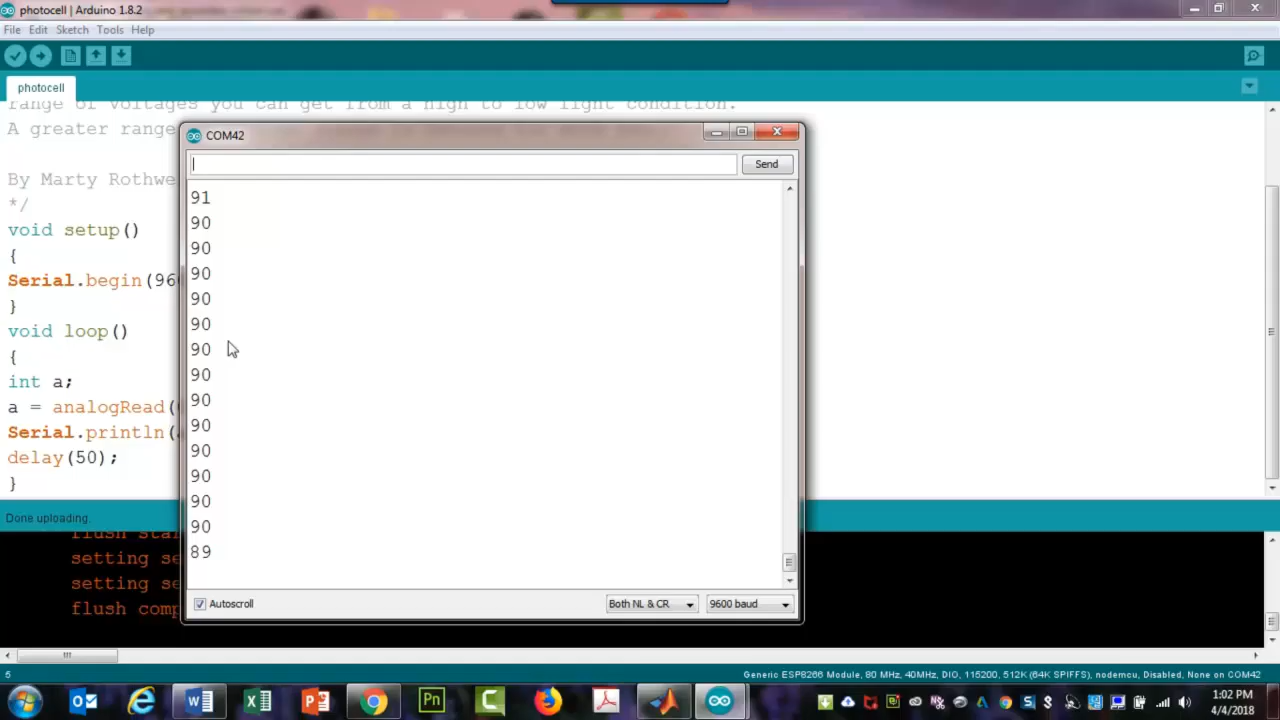 photocell | Arduino 1.8.2
File Edit Sketch Tools Help
photocell
range of voltages you can get from a high to low light condition.
A greater range
By Marty Rothwe
*/
void setup()
{
Serial.begin(960
}
void loop()
{
int a;
a = analogRead(
Serial.println(
delay(50);
}
COM42
Send
91
90
90
90
90
90
90
90
90
90
90
90
90
90
89
Autoscroll
Both NL & CR
9600 baud
Done uploading.
flush star
setting se
setting se
flush comp
5
Generic ESP8266 Module, 80 MHz, 40MHz, DIO, 115200, 512K (64K SPIFFS), nodemcu, Disabled, None on COM42
1:02 PM
4/4/2018